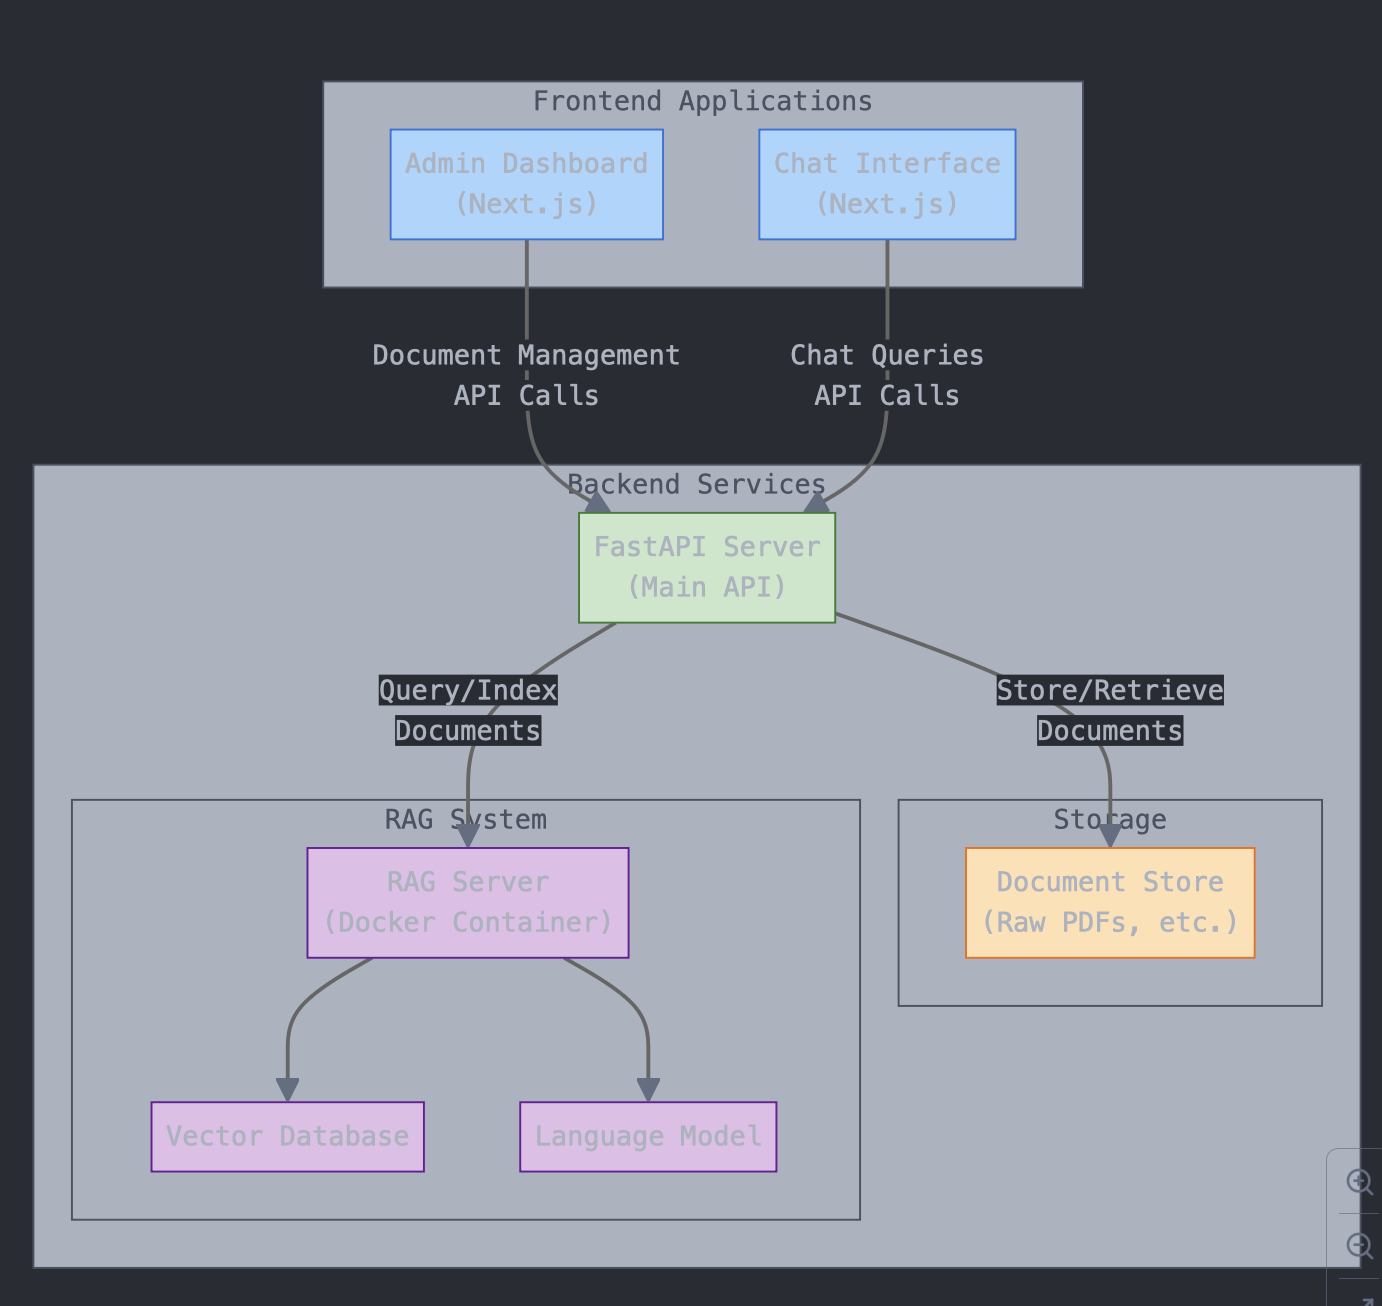 Frontend Applications
Admin Dashboard
(Next.js)
Chat Interface
(Next.js)
Document Management
API Calls
Chat Queries
API Calls
Backend Services
FastAPI Server
(Main API)
Query/Index
Documents
Store/Retrieve
Documents
RAG System
RAG Server
(Docker Container)
Vector Database
Language Model
Storage
Document Store
(Raw PDFs, etc.)